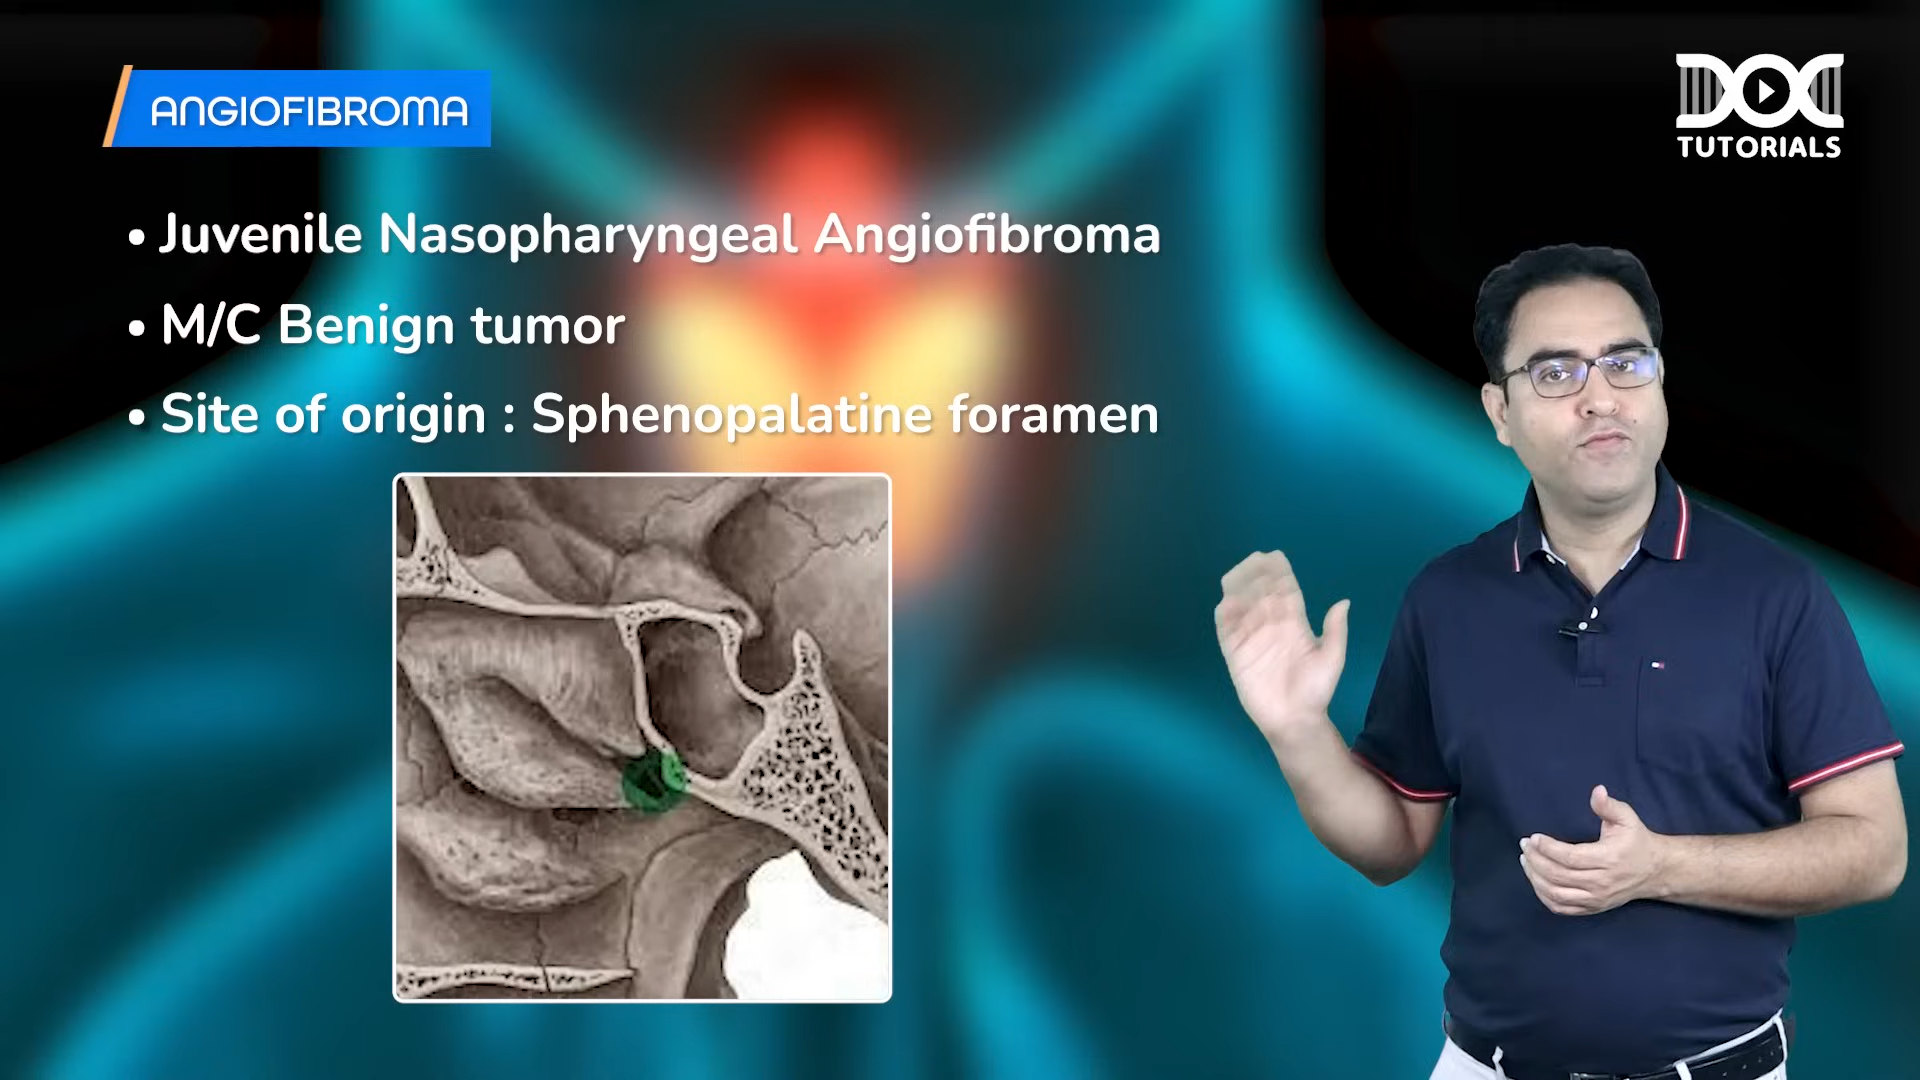 ANGIOFIBROMA
DOC
TUTORIALS
• Juvenile Nasopharyngeal Angiofibroma
• M/C Benign tumor
• Site of origin : Sphenopalatine foramen